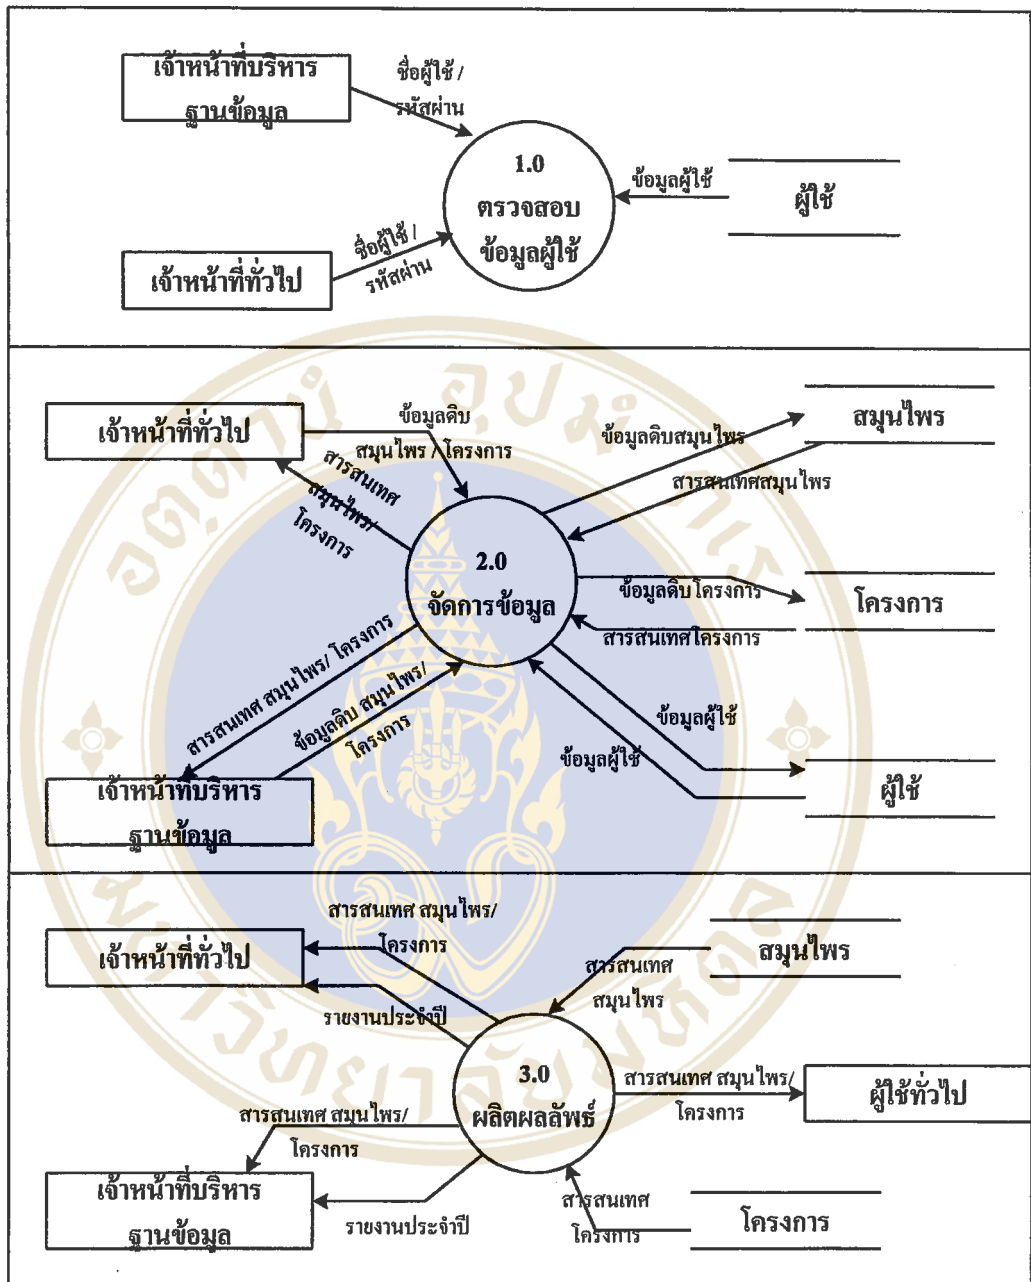 เจ้าหน้าที่บริหาร
ฐานข้อมูล
ชื่อผู้ใช้ /
รหัสผ่าน
1.0
ตรวจสอบ
ข้อมูลผู้ใช้
ข้อมูลผู้ใช้
ผู้ใช้
เจ้าหน้าที่ทั่วไป
ชื่อผู้ใช้ /
รหัสผ่าน
เจ้าหน้าที่ทั่วไป
ข้อมูลดิบ
สมุนไพร / โครงการ
สารสนเทศ
สมุนไพร/
โครงการ
ข้อมูลดิบสมุนไพร
สมุนไพร
สารสนเทศสมุนไพร
2.0
จัดการข้อมูล
ข้อมูลดิบโครงการ
โครงการ
สารสนเทศโครงการ
สารสนเทศ สมุนไพร/ โครงการ
ข้อมูลดิบ สมุนไพร/
โครงการ
ข้อมูลผู้ใช้
ข้อมูลผู้ใช้
ผู้ใช้
เจ้าหน้าที่บริหาร
ฐานข้อมูล
สารสนเทศ สมุนไพร/
โครงการ
เจ้าหน้าที่ทั่วไป
รายงานประจำปี
สมุนไพร
สารสนเทศ
สมุนไพร
3.0
ผลิตผลลัพธ์
สารสนเทศ สมุนไพร/
โครงการ
ผู้ใช้ทั่วไป
สารสนเทศ สมุนไพร/
โครงการ
เจ้าหน้าที่บริหาร
ฐานข้อมูล
รายงานประจำปี
สารสนเทศ
โครงการ
โครงการ
อตฺตานํ อุปมํ กเร
มหาวิทยาลัยมหิดล